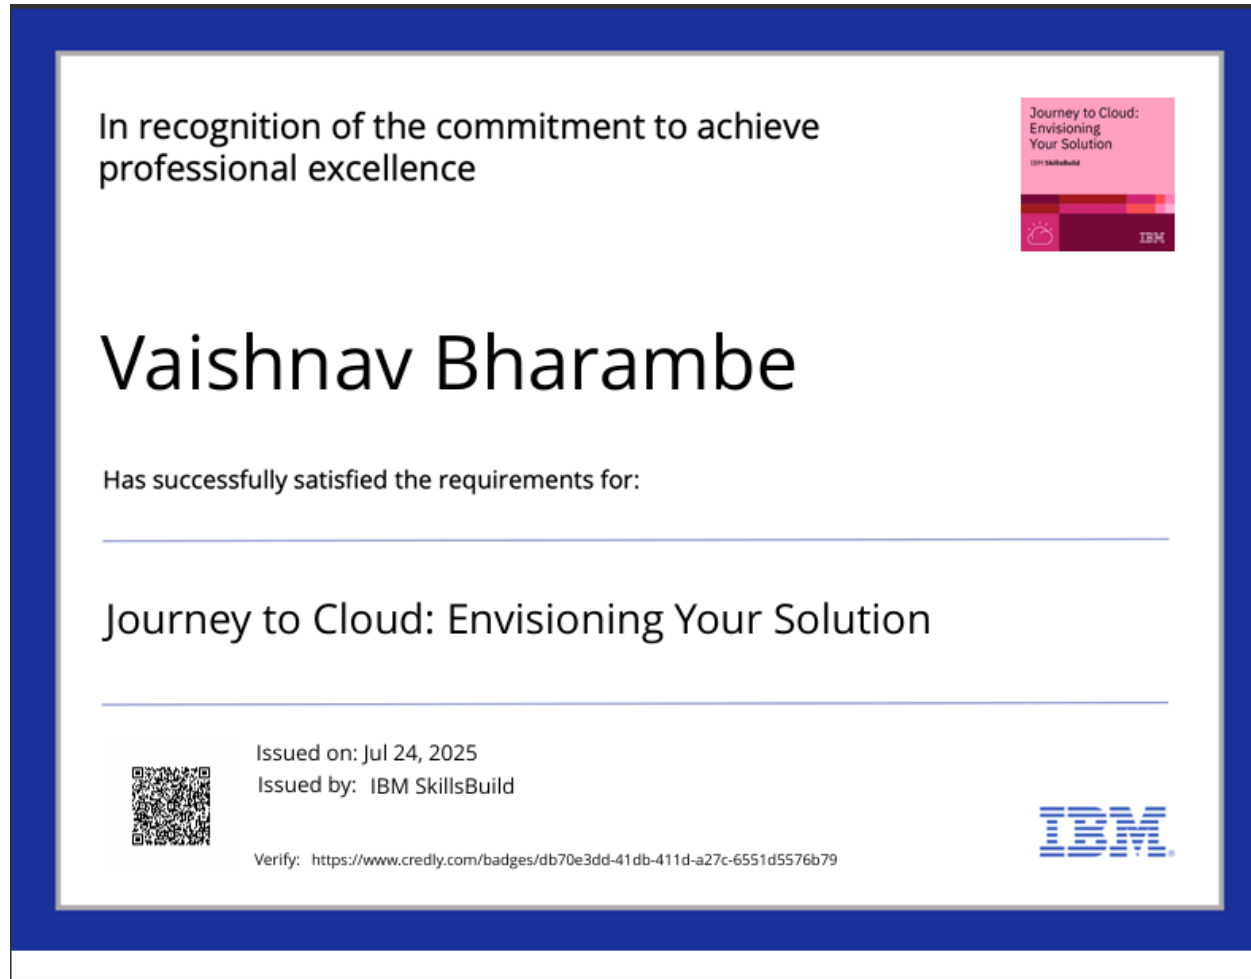 In recognition of the commitment to achieve
professional excellence
Journey to Cloud:
Envisioning
Your Solution
IBM SkillsBuild
IBM
Vaishnav Bharambe
Has successfully satisfied the requirements for:
Journey to Cloud: Envisioning Your Solution
Issued on: Jul 24, 2025
Issued by: IBM SkillsBuild
Verify: https://www.credly.com/badges/db70e3dd-41db-411d-a27c-6551d5576b79
IBM.